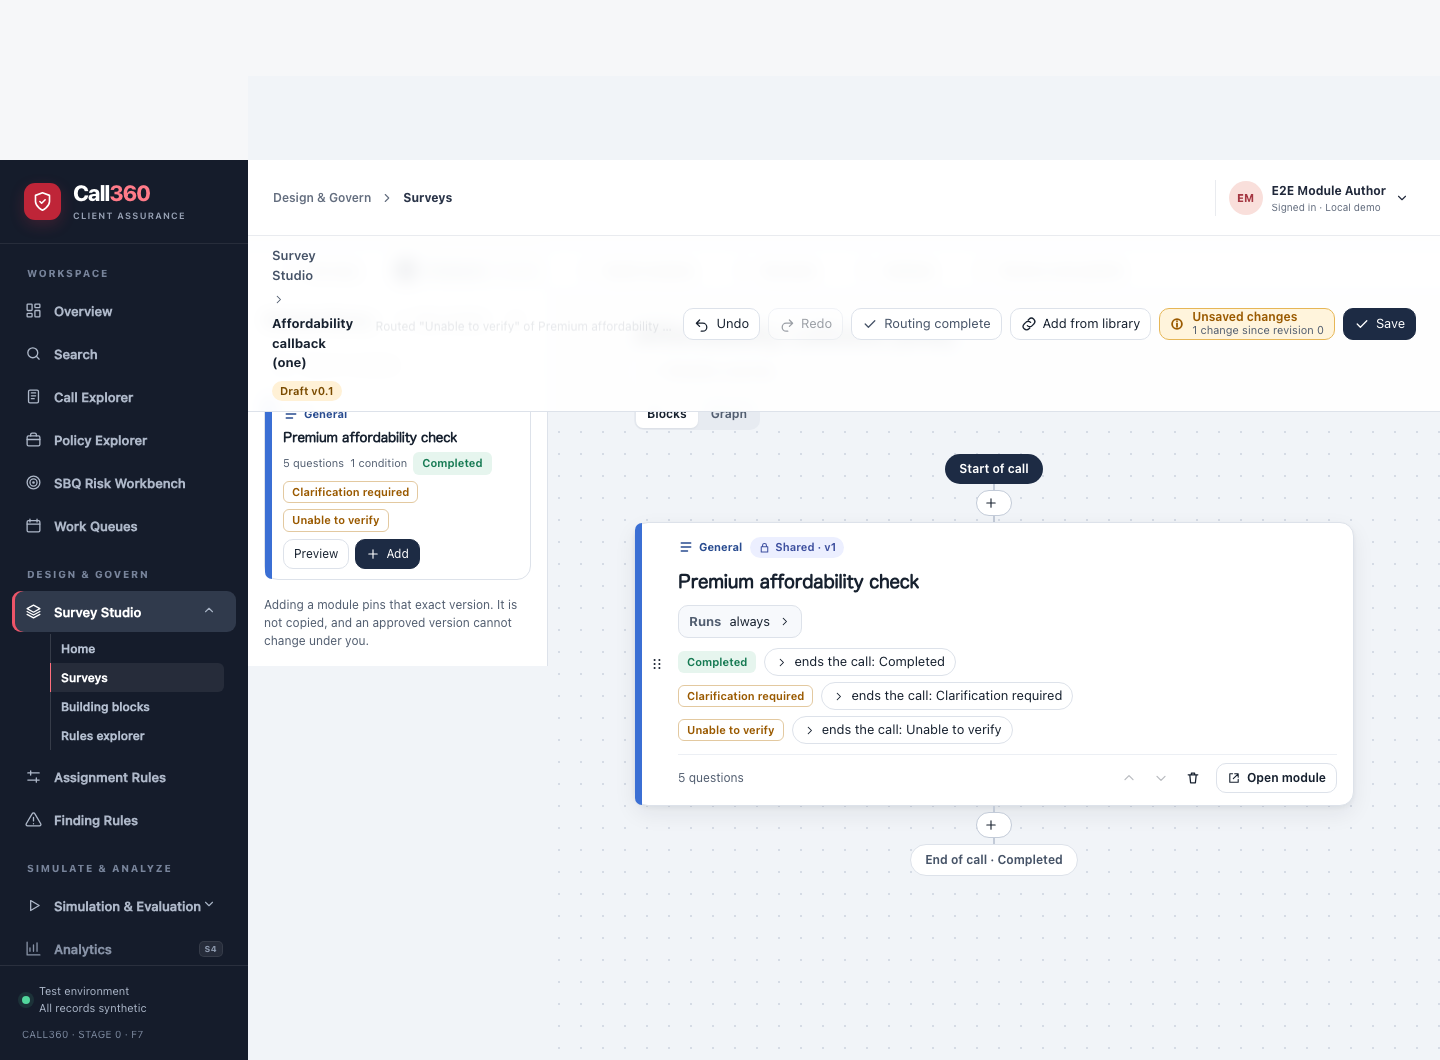 Call360
CLIENT ASSURANCE
WORKSPACE
Overview
Search
Call Explorer
Policy Explorer
SBQ Risk Workbench
Work Queues
DESIGN & GOVERN
Survey Studio
Home
Surveys
Building blocks
Rules explorer
Assignment Rules
Finding Rules
SIMULATE & ANALYZE
Simulation & Evaluation
Analytics
S4
Test environment
All records synthetic
CALL360 · STAGE 0 · F7
Design & Govern
Surveys
EM
E2E Module Author
Signed in · Local demo
Survey
Studio
Affordability
callback
(one)
Draft v0.1
Routed "Unable to verify" of Premium affordability ...
Undo
Redo
Routing complete
Add from library
Unsaved changes
1 change since revision 0
Save
General
Premium affordability check
5 questions 1 condition Completed
Clarification required
Unable to verify
Preview
Add
Adding a module pins that exact version. It is
not copied, and an approved version cannot
change under you.
Blocks
Graph
Start of call
General
Shared · v1
Premium affordability check
Runs always
Completed
ends the call: Completed
Clarification required
ends the call: Clarification required
Unable to verify
ends the call: Unable to verify
5 questions
Open module
End of call · Completed